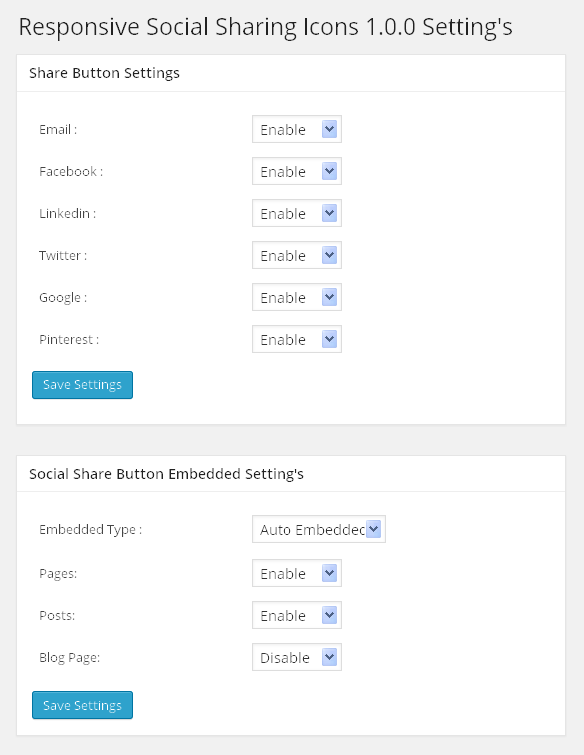 Responsive Social Sharing Icons 1.0.0 Setting's
Share Button Settings
Email : Enable
Facebook : Enable
Linkedin : Enable
Twitter : Enable
Google : Enable
Pinterest : Enable
Save Settings
Social Share Button Embedded Setting's
Embedded Type : Auto Embeddec
Pages: Enable
Posts: Enable
Blog Page: Disable
Save Settings